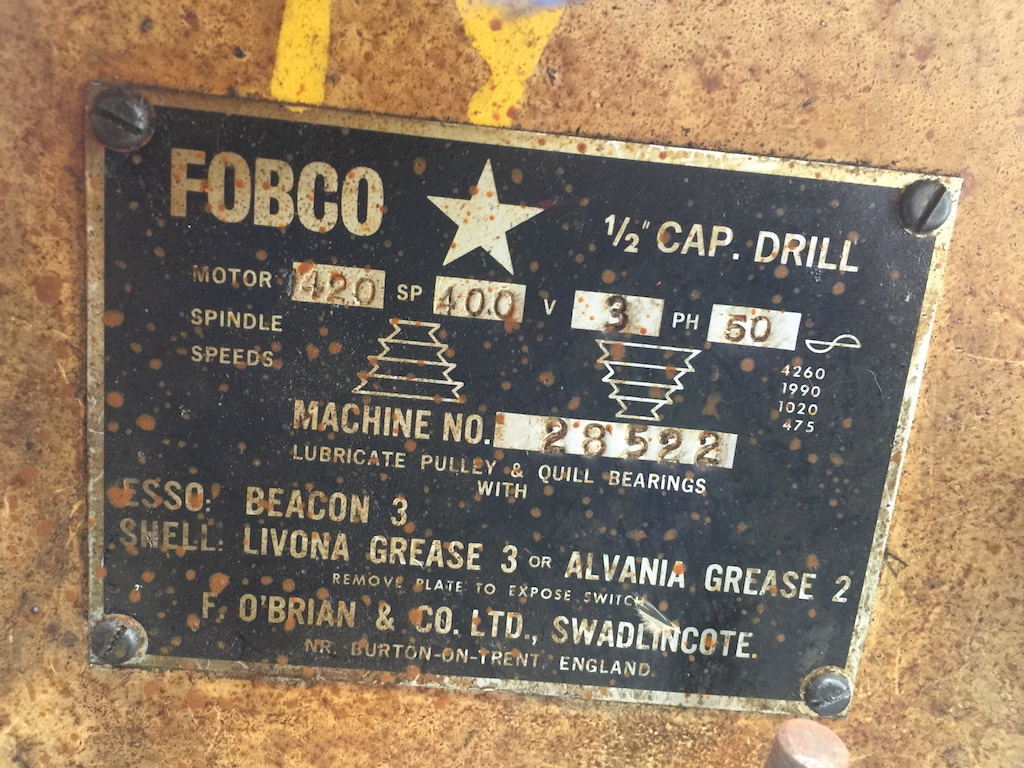 FOBCO
1/2" CAP. DRILL
MOTOR 420 SP 400 V 3 PH 50
SPINDLE
SPEEDS
4260
1990
1020
475
MACHINE NO. 28522
LUBRICATE PULLEY & QUILL BEARINGS
WITH
ESSO: BEACON 3
SHELL: LIVONA GREASE 3 OR ALVANIA GREASE 2
REMOVE PLATE TO EXPOSE SWITCH
F. O'BRIAN & CO. LTD., SWADLINCOTE.
NR. BURTON-ON-TRENT, ENGLAND.